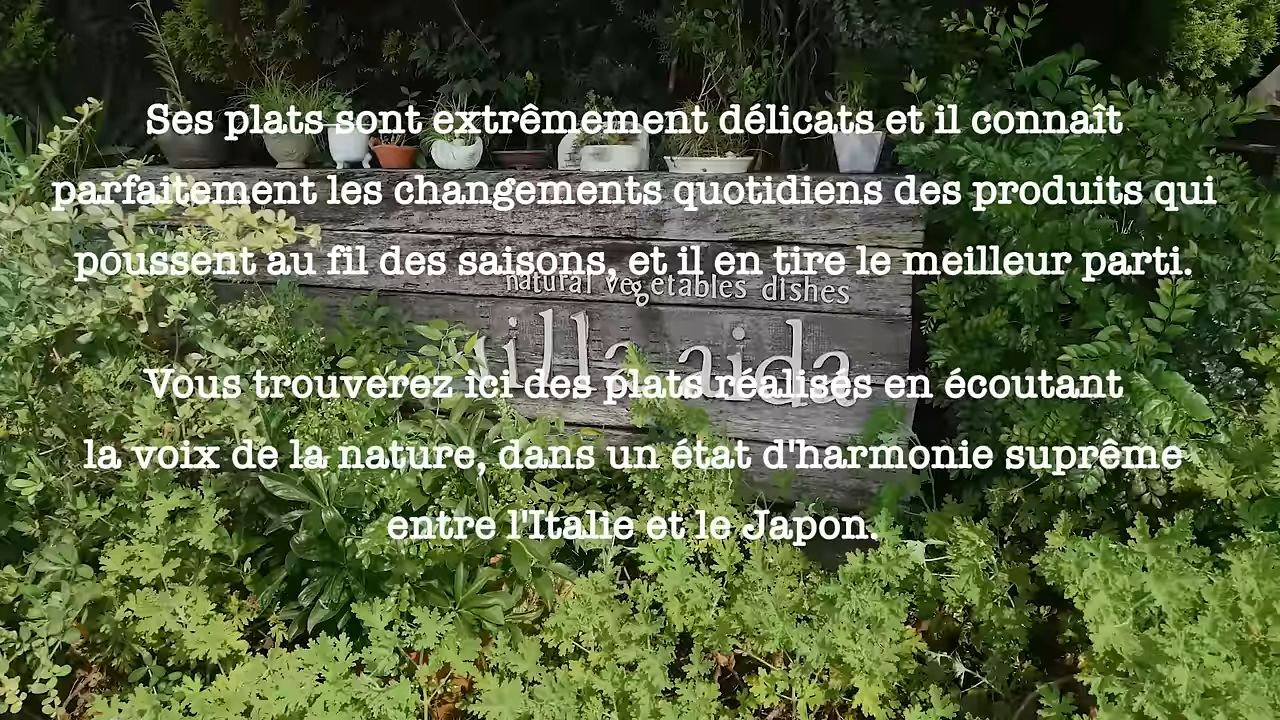 Ses plats sont extrêmement délicats et il connaît
parfaitement les changements quotidiens des produits qui
poussent au fil des saisons, et il en tire le meilleur parti.
natural vegetables dishes
villa aida
Vous trouverez ici des plats réalisés en écoutant
la voix de la nature, dans un état d'harmonie suprême
entre l'Italie et le Japon.